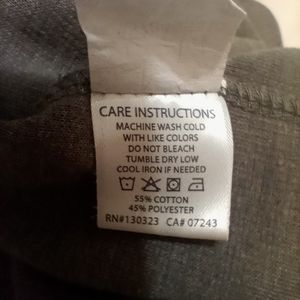 CARE INSTRUCTIONS
MACHINE WASH COLD
WITH LIKE COLORS
DO NOT BLEACH
TUMBLE DRY LOW
COOL IRON IF NEEDED
55% COTTON
45% POLYESTER
RN#130323 CA# 07243